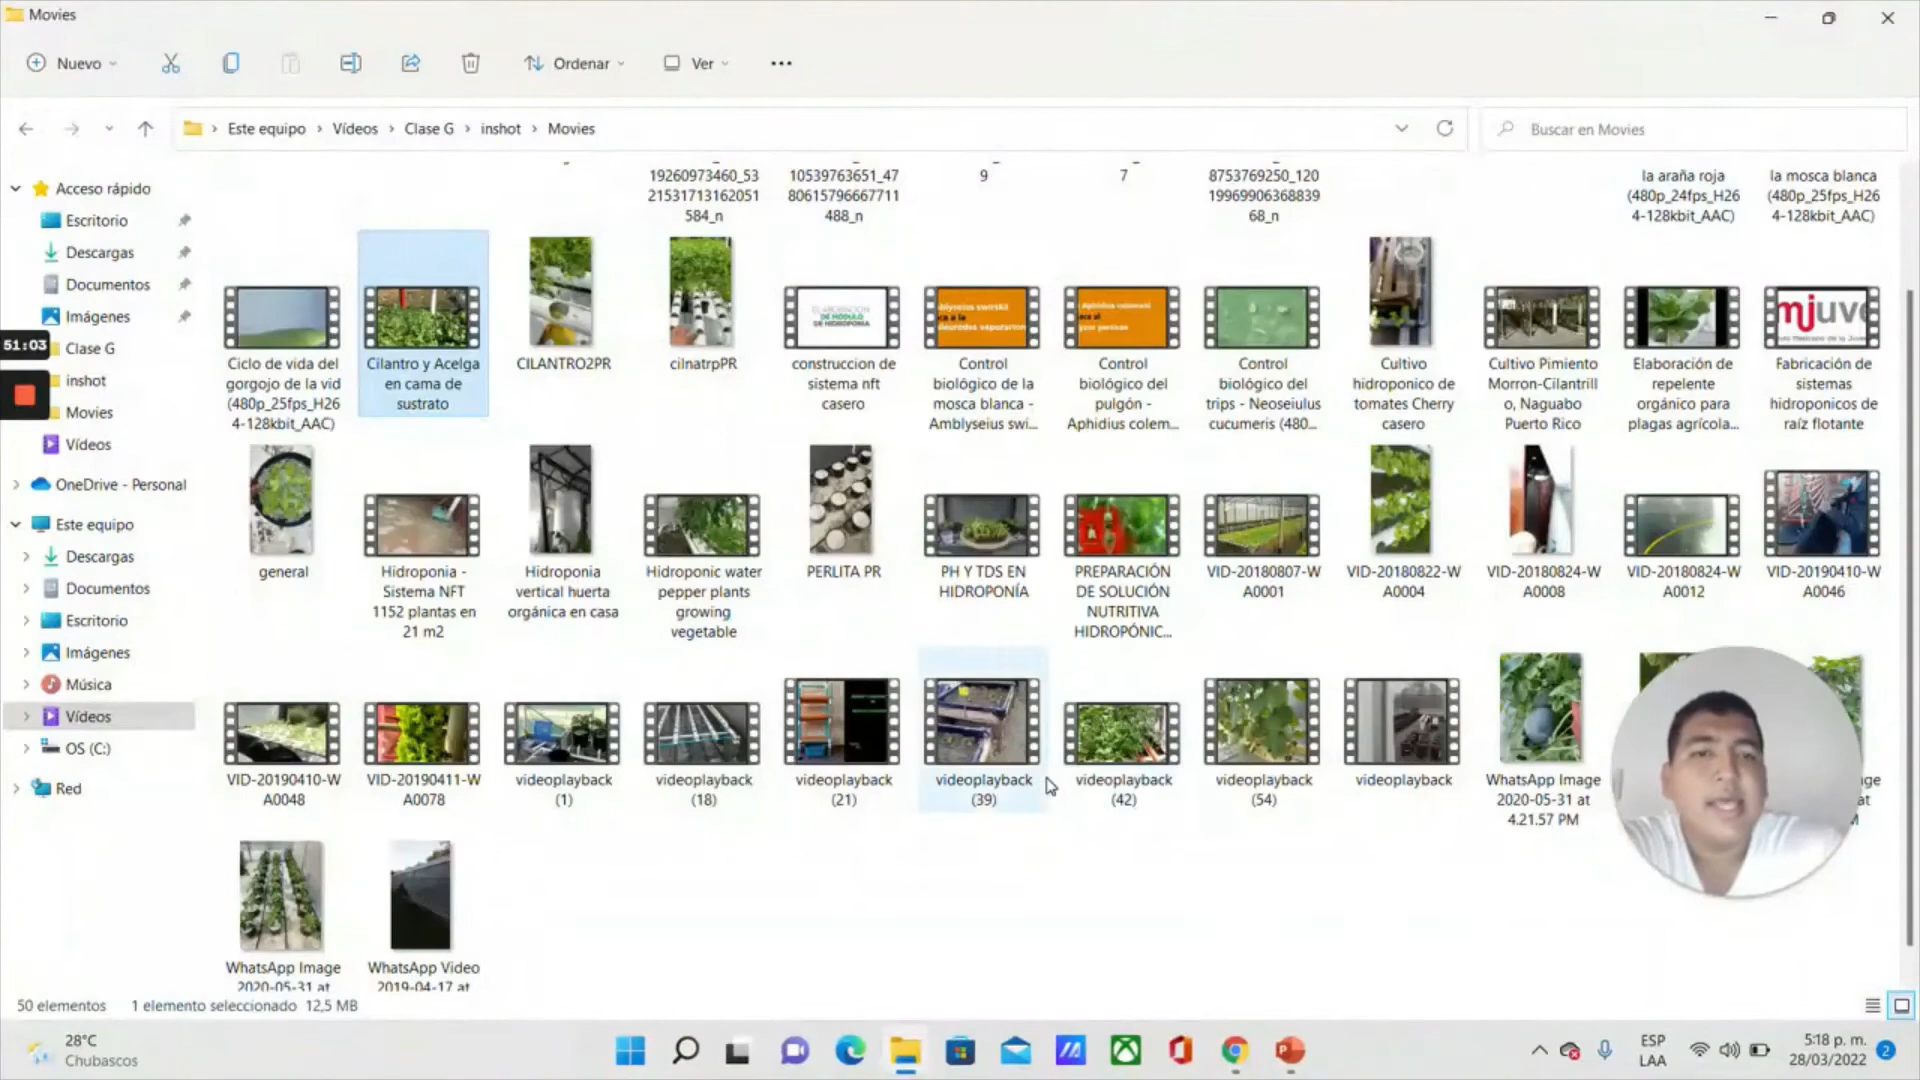 Movies
Nuevo
Ordenar
Ver
Este equipo
Vídeos
Clase G
inshot
Movies
Buscar en Movies
Acceso rápido
Escritorio
Descargas
Documentos
Imágenes
Clase G
inshot
Movies
Vídeos
OneDrive - Personal
Este equipo
Descargas
Documentos
Escritorio
Imágenes
Música
Vídeos
OS (C:)
Red
51:03
19260973460_53
21531713162051
584_n
10539763651_47
80615796667711
488_n
9
7
8753769250_120
19969906368839
68_n
la araña roja
(480p_24fps_H26
4-128kbit_AAC)
la mosca blanca
(480p_25fps_H26
4-128kbit_AAC)
Ciclo de vida del
gorgojo de la vid
(480p_25fps_H26
4-128kbit_AAC)
Cilantro y Acelga
en cama de
sustrato
CILANTRO2PR
cilnatrpPR
ELABORACIÓN
DE MÓDULO
DE HIDROPONIA
construccion de
sistema nft
casero
Control
biológico de la
mosca blanca -
Amblyseius swi...
Control
biológico del
pulgón -
Aphidius colem...
Control
biológico del
trips - Neoseiulus
cucumeris (480...
Cultivo
hidroponico de
tomates Cherry
casero
Cultivo Pimiento
Morron-Cilantrill
o, Naguabo
Puerto Rico
Elaboración de
repelente
orgánico para
plagas agrícola...
mjuve
Fabricación de
sistemas
hidroponicos de
raíz flotante
general
Hidroponia -
Sistema NFT
1152 plantas en
21 m2
Hidroponia
vertical huerta
orgánica en casa
Hidroponic water
pepper plants
growing
vegetable
PERLITA PR
PH Y TDS EN
HIDROPONÍA
PREPARACIÓN
DE SOLUCIÓN
NUTRITIVA
HIDROPÓNIC...
VID-20180807-W
A0001
VID-20180822-W
A0004
VID-20180824-W
A0008
VID-20180824-W
A0012
VID-20190410-W
A0046
VID-20190410-W
A0048
VID-20190411-W
A0078
videoplayback
(1)
videoplayback
(18)
videoplayback
(21)
videoplayback
(39)
videoplayback
(42)
videoplayback
(54)
videoplayback
WhatsApp Image
2020-05-31 at
4.21.57 PM
WhatsApp Image
2020-05-31 at
WhatsApp Video
2019-04-17 at
50 elementos
1 elemento seleccionado
12,5 MB
28°C
Chubascos
ESP
LAA
5:18 p. m.
28/03/2022
2